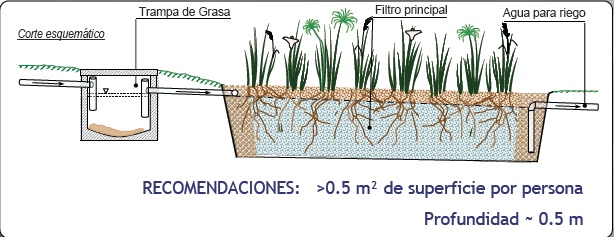 Trampa de Grasa
Filtro principal
Agua para riego
Corte esquemático
RECOMENDACIONES: >0.5 m² de superficie por persona
Profundidad ~ 0.5 m